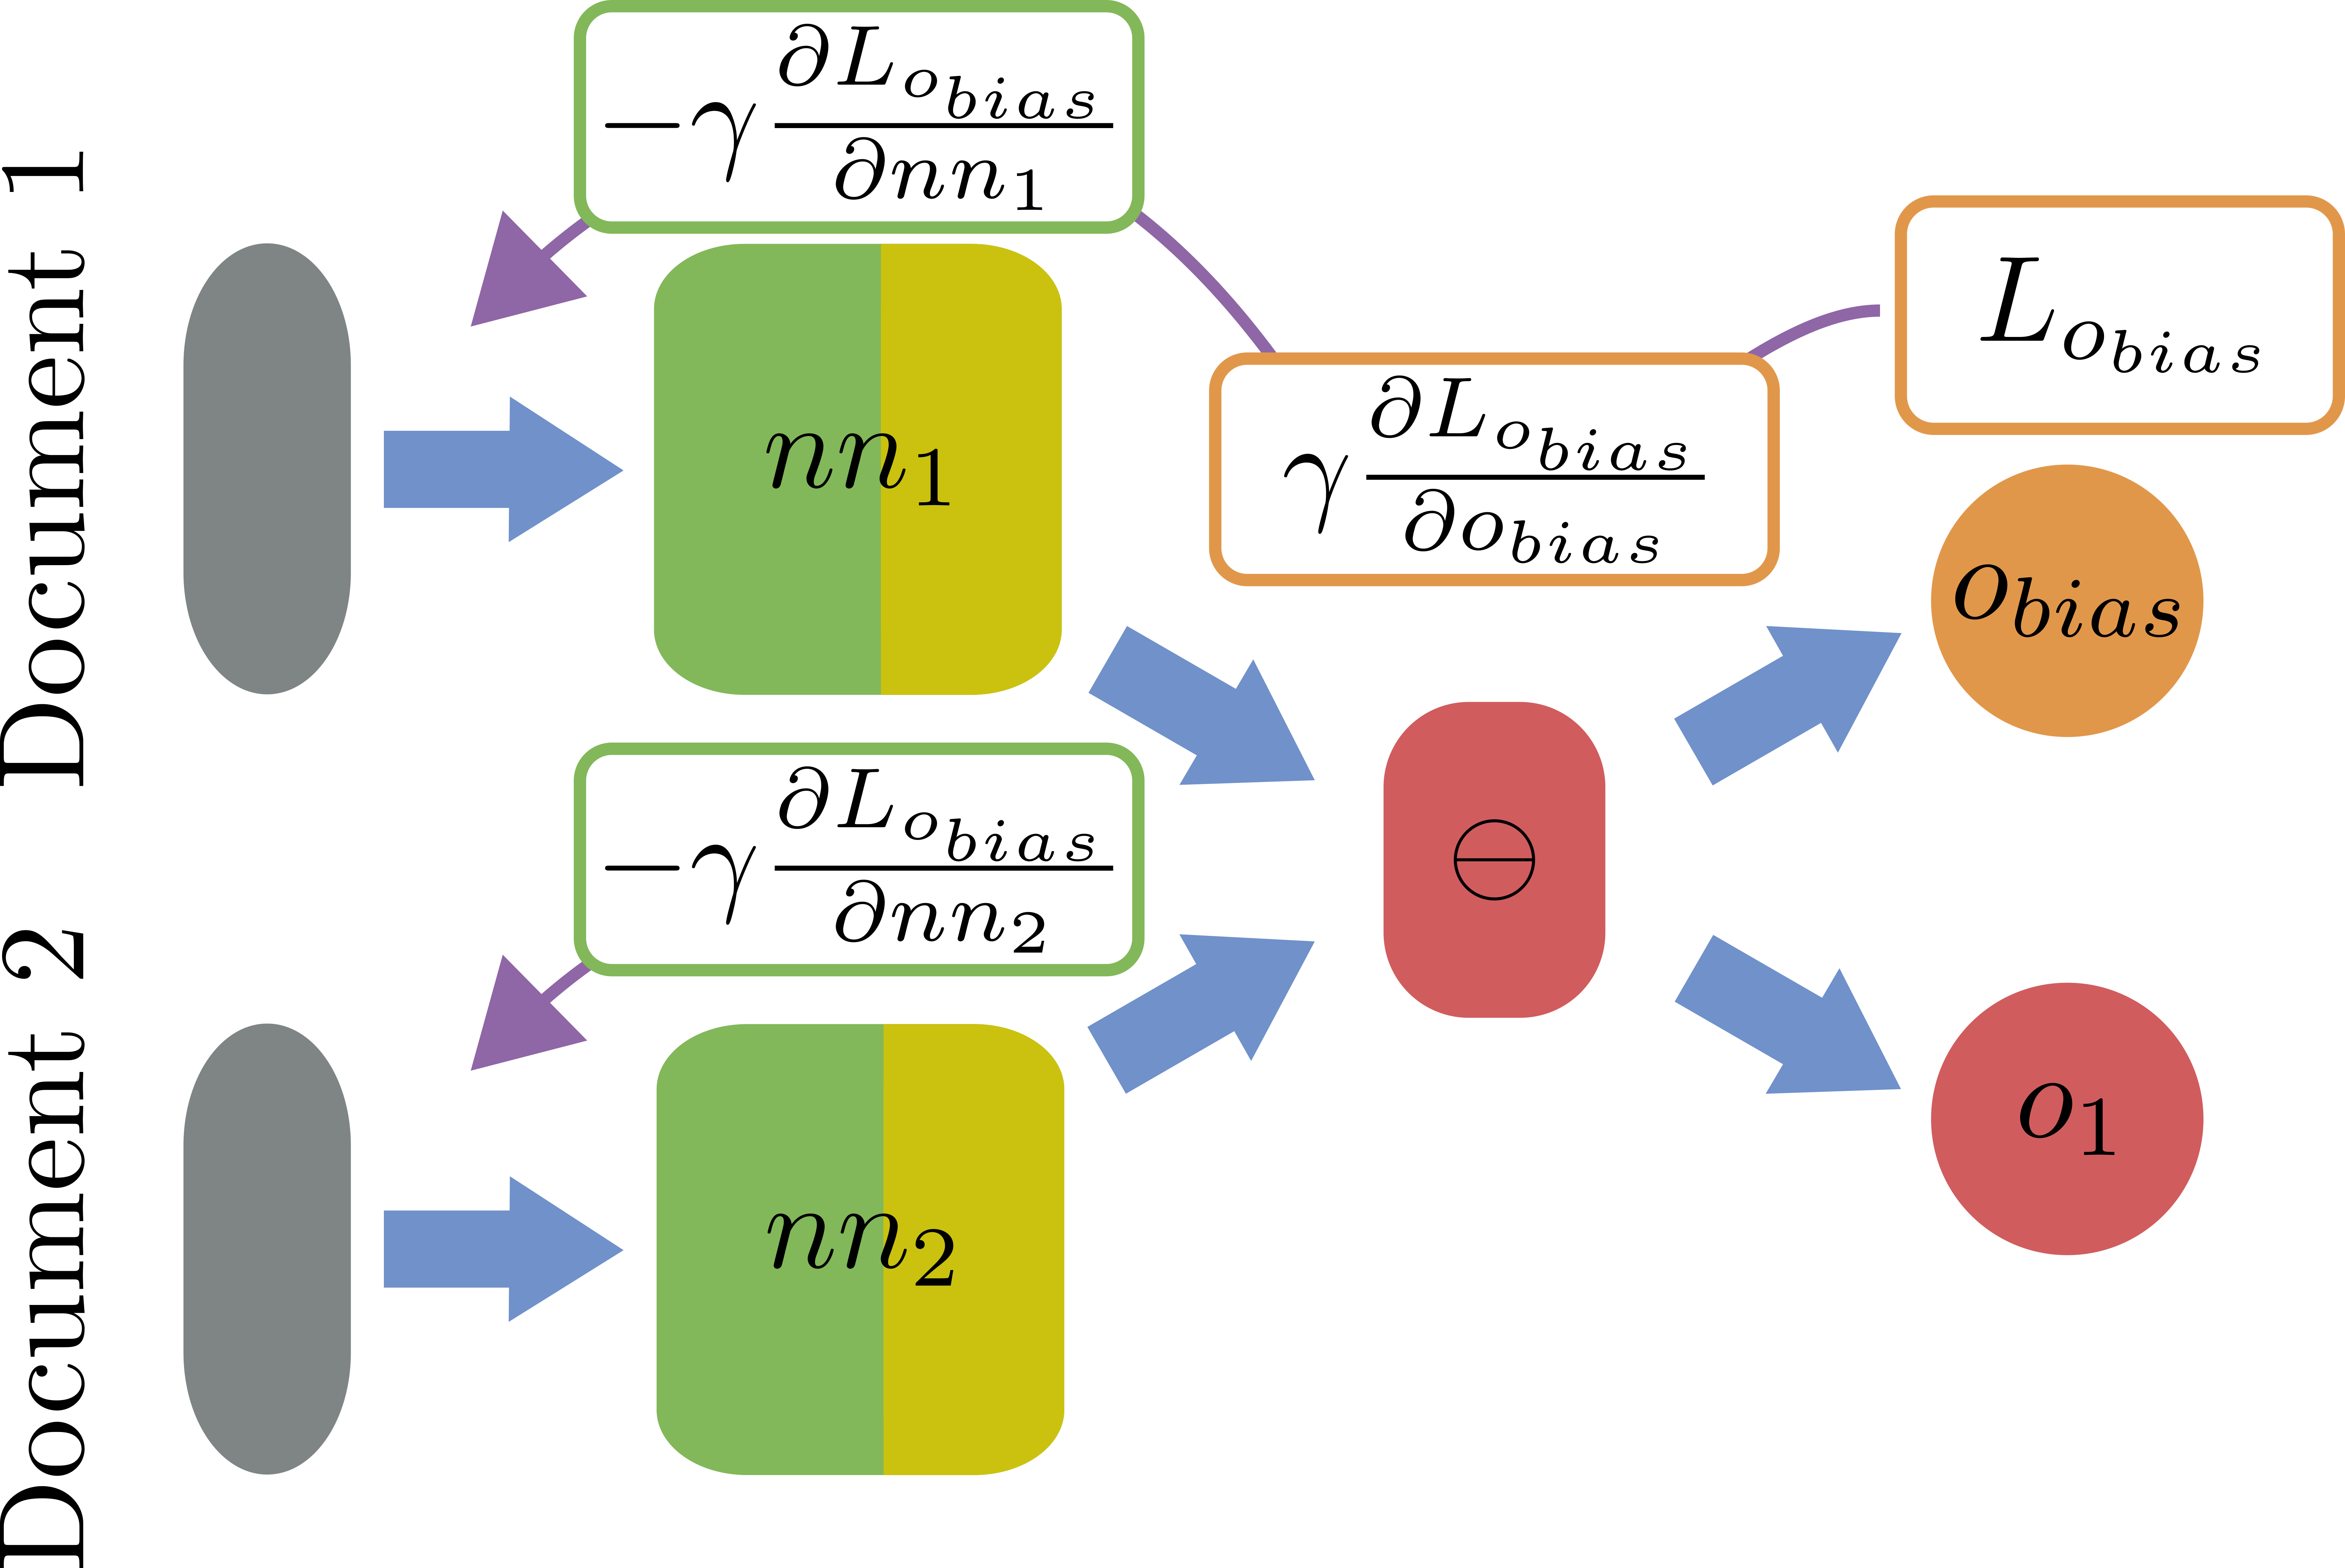 Document 1
Document 2
$-\gamma \frac{\partial L_{o_{bias}}}{\partial nn_1}$
$L_{o_{bias}}$
$\gamma \frac{\partial L_{o_{bias}}}{\partial o_{bias}}$
$nn_1$
$o_{bias}$
$-\gamma \frac{\partial L_{o_{bias}}}{\partial nn_2}$
$\ominus$
$o_1$
$nn_2$